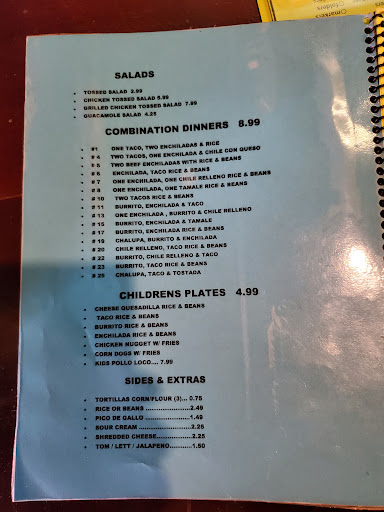 SALADS
TOSSED SALAD 3.99
CHICKEN TOSSED SALAD 5.99
GRILLED CHICKEN TOSSED SALAD 7.99
GUACAMOLE SALAD 4.25
COMBINATION DINNERS 8.99
#1 ONE TACO, TWO ENCHILADAS & RICE
# 4 TWO TACOS, ONE ENCHILADA & CHILE CON QUESO
# 5 TWO BEEF ENCHILADAS WITH RICE & BEANS
# 6 ENCHILADA, TACO RICE & BEANS
# 7 ONE ENCHILADA, ONE CHILE RELLENO RICE & BEANS
# 8 ONE ENCHILADA, ONE TAMALE RICE & BEANS
# 10 TWO TACOS RICE & BEANS
# 11 BURRITO, ENCHILADA & TACO
# 13 ONE ENCHILADA , BURRITO & CHILE RELLENO
# 15 BURRITO, ENCHILADA & TAMALE
# 17 BURRITO, ENCHILADA RICE & BEANS
# 19 CHALUPA, BURRITO & ENCHILADA
# 20 CHILE RELLENO, TACO RICE & BEANS
# 22 BURRITO, CHILE RELLENO & TACO
# 23 BURRITO, TACO RICE & BEANS
# 25 CHALUPA, TACO & TOSTADA
CHILDRENS PLATES 4.99
CHEESE QUESADILLA RICE & BEANS
TACO RICE & BEANS
BURRITO RICE & BEANS
ENCHILADA RICE & BEANS
CHICKEN NUGGET W/ FRIES
CORN DOGS W/ FRIES
KIDS POLLO LOCO.... 7.99
SIDES & EXTRAS
TORTILLAS CORN/FLOUR (3)... 0.75
RICE OR BEANS ................2.49
PICO DE GALLO ................1.49
SOUR CREAM ..................2.25
SHREDDED CHEESE.............2.25
TOM / LETT / JALAPENO..........1.50